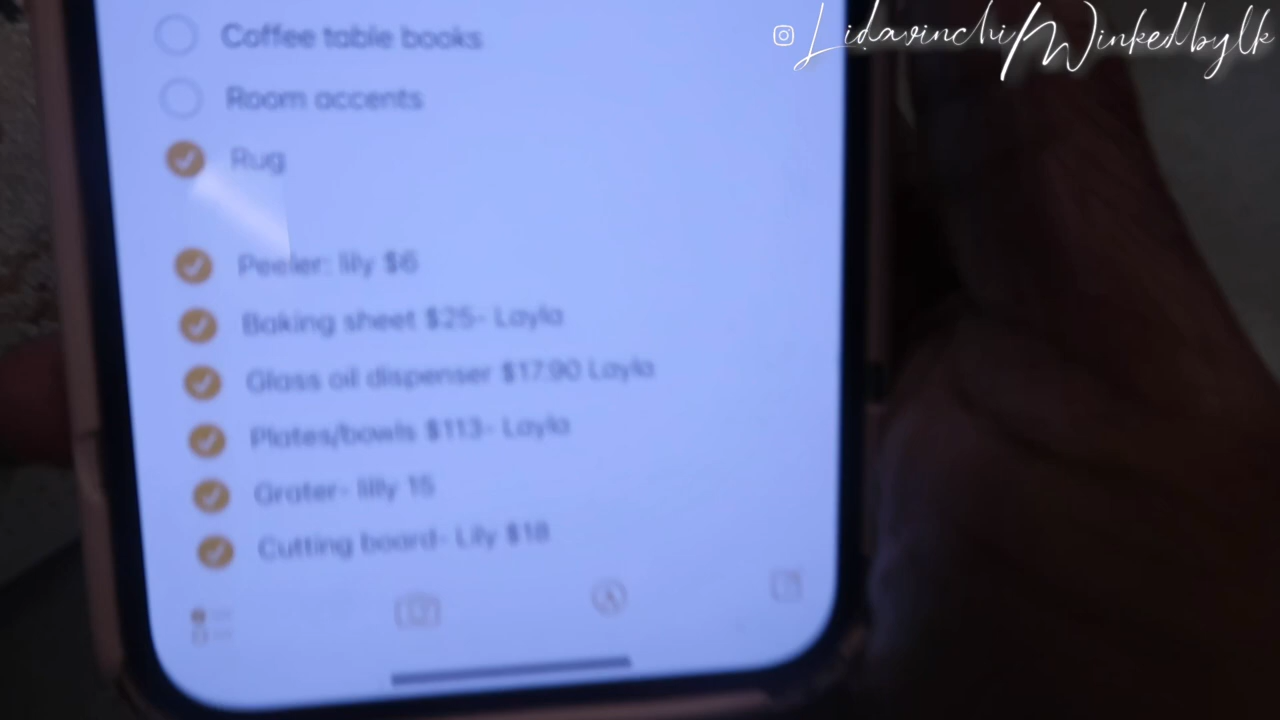 Lidavinchi/Winkedbylk
Coffee table books
Room accents
Rug
Peeler: lily $6
Baking sheet $25- Layla
Glass oil dispenser $17.90 Layla
Plates/bowls $113- Layla
Grater- lilly 15
Cutting board- Lily $18